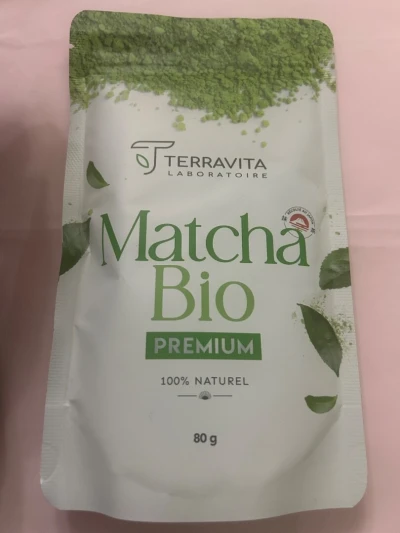 TERRAVITA
LABORATOIRE
Matcha
Bio
PREMIUM
100% NATUREL
80 g